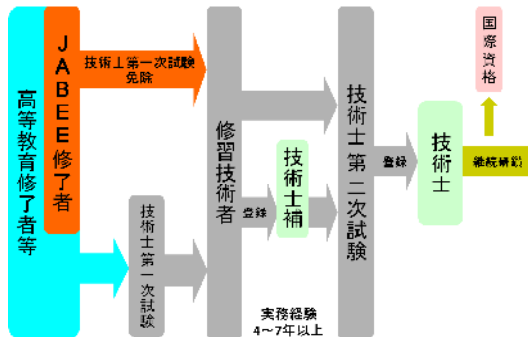 高等教育修了者等
JABEE修了者
技術士第一次試験
免除
技術士第一次試験
修習技術者
登録
技術士補
実務経験
4～7年以上
技術士第二次試験
登録
技術士
継続研鑽
国際資格